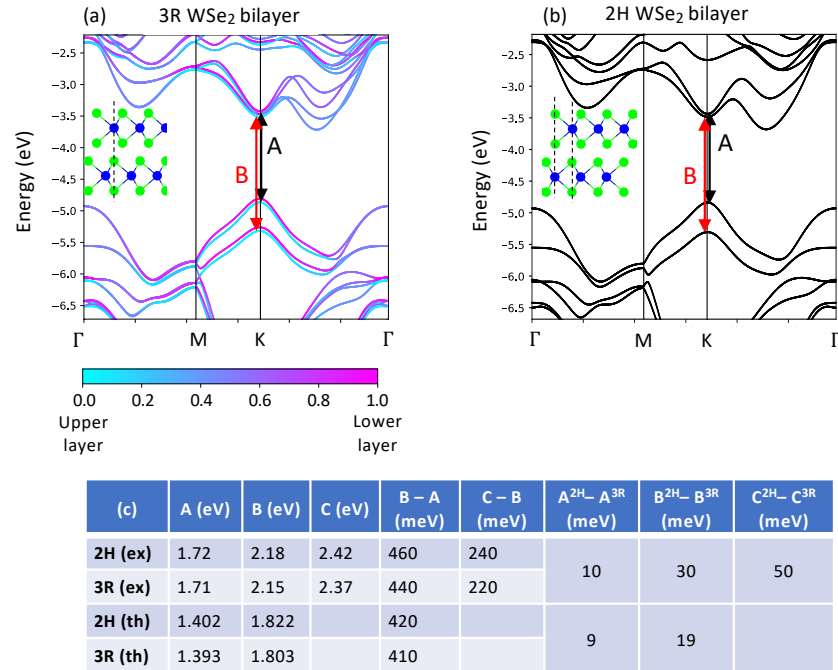 (a) 3R WSe₂ bilayer
(b) 2H WSe₂ bilayer
Energy (eV)
−2.5
−3.0
−3.5
−4.0
−4.5
−5.0
−5.5
−6.0
−6.5
A
B
Γ M K Γ
Energy (eV)
−2.5
−3.0
−3.5
−4.0
−4.5
−5.0
−5.5
−6.0
−6.5
A
B
Γ M K Γ
0.0 0.2 0.4 0.6 0.8 1.0
Upper layer
Lower layer
(c) A (eV) B (eV) C (eV) B – A (meV) C – B (meV) A²ᴴ– A³ᴿ (meV) B²ᴴ– B³ᴿ (meV) C²ᴴ– C³ᴿ (meV)
2H (ex) 1.72 2.18 2.42 460 240 10 30 50
3R (ex) 1.71 2.15 2.37 440 220
2H (th) 1.402 1.822 420 9 19
3R (th) 1.393 1.803 410